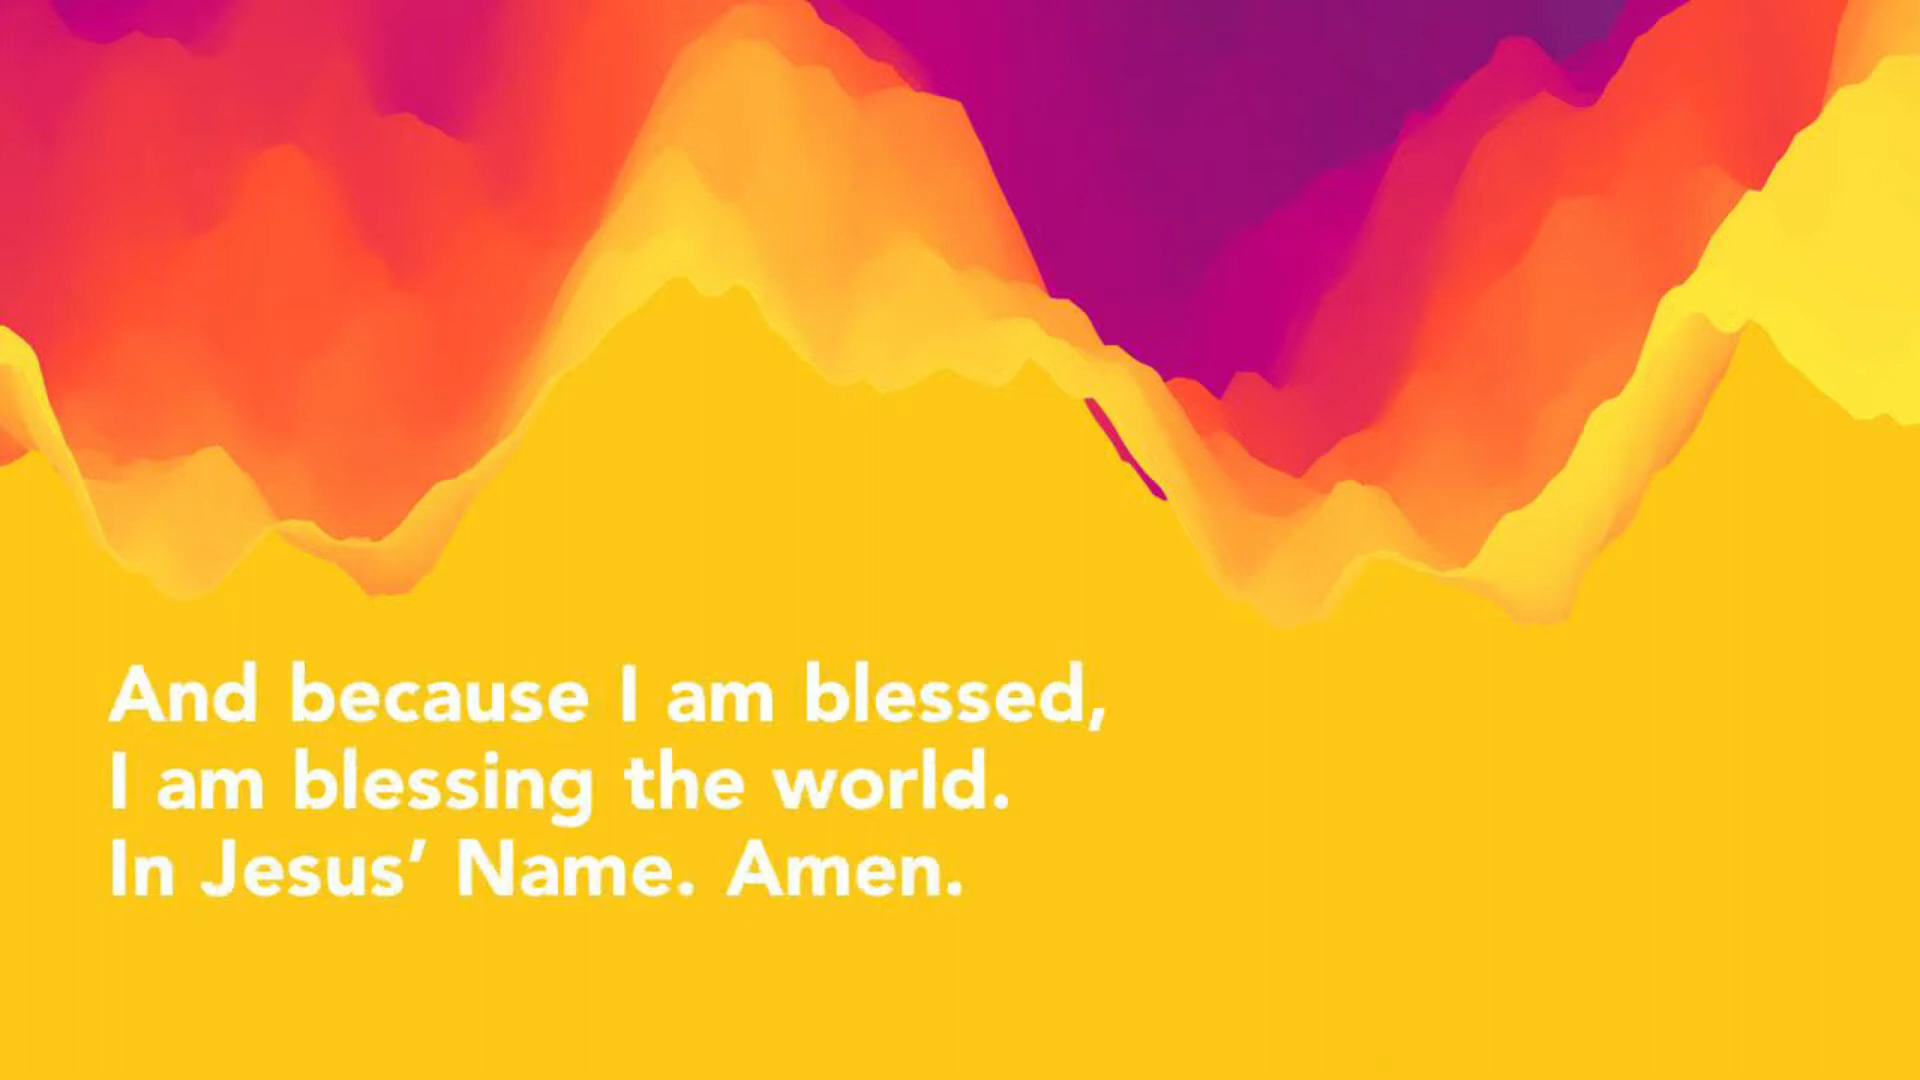 And because I am blessed,
I am blessing the world.
In Jesus’ Name. Amen.